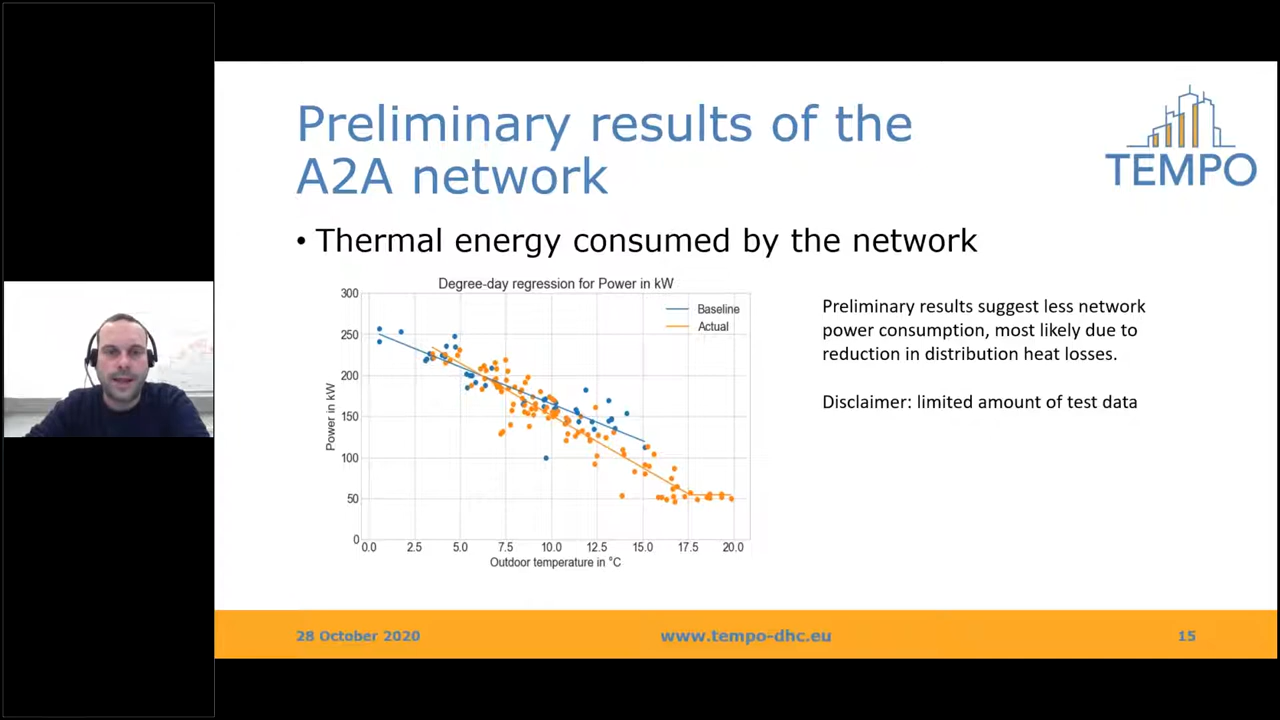 Preliminary results of the
A2A network
TEMPO
• Thermal energy consumed by the network
Degree-day regression for Power in kW
Baseline
Actual
Power in kW
300
250
200
150
100
50
0
0.0 2.5 5.0 7.5 10.0 12.5 15.0 17.5 20.0
Outdoor temperature in °C
Preliminary results suggest less network
power consumption, most likely due to
reduction in distribution heat losses.
Disclaimer: limited amount of test data
28 October 2020
www.tempo-dhc.eu
15